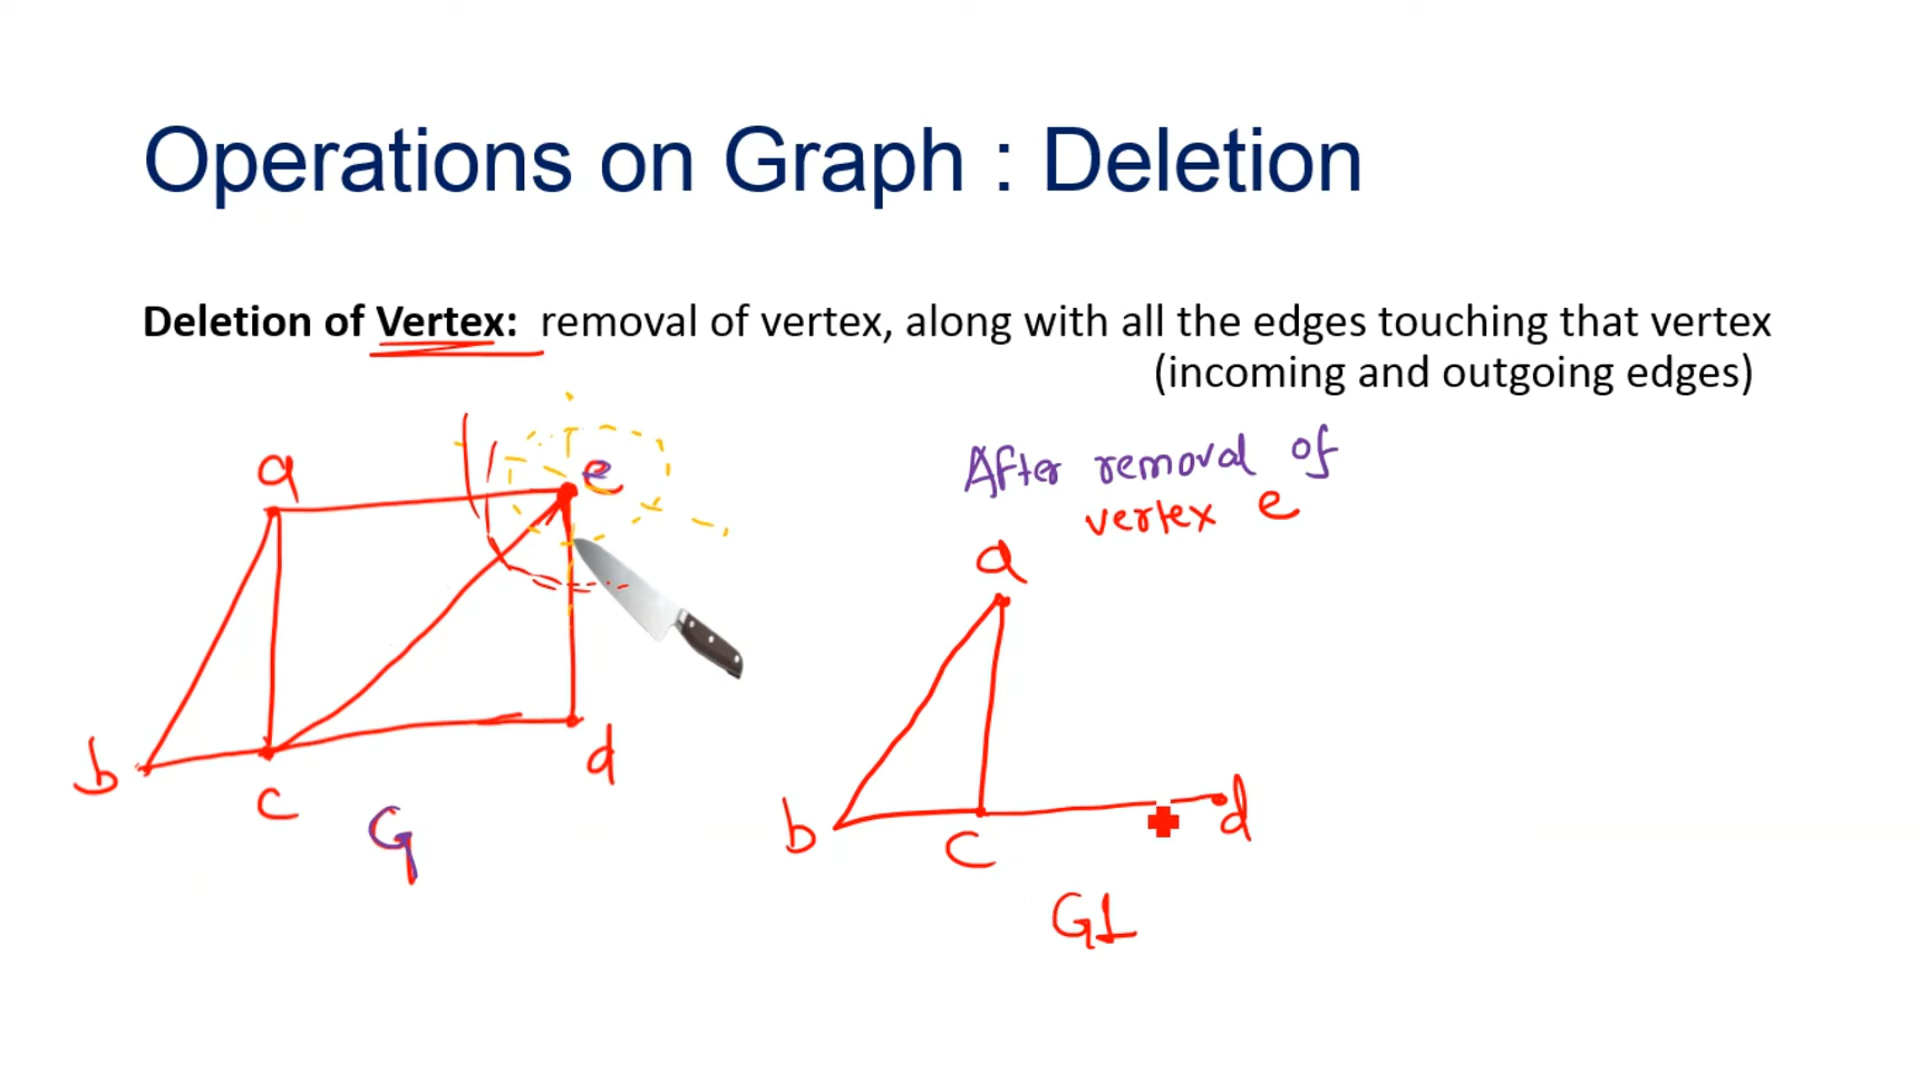 Operations on Graph : Deletion
Deletion of Vertex: removal of vertex, along with all the edges touching that vertex
(incoming and outgoing edges)
After removal of
vertex e
a
e
b
c
d
G
a
b
c
d
G1